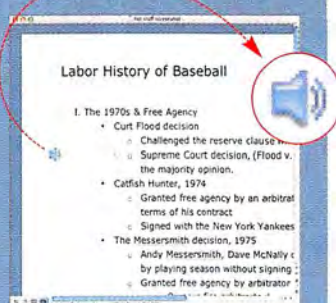 Labor History of Baseball
I. The 1970s & Free Agency
• Curt Flood decision
○ Challenged the reserve clause
○ Supreme Court decision, (Flood v.
the majority opinion.
• Catfish Hunter, 1974
○ Granted free agency by an arbitrat
terms of his contract
○ Signed with the New York Yankees
• The Messersmith decision, 1975
○ Andy Messersmith, Dave McNally
by playing season without signing
○ Granted free agency by arbitrator